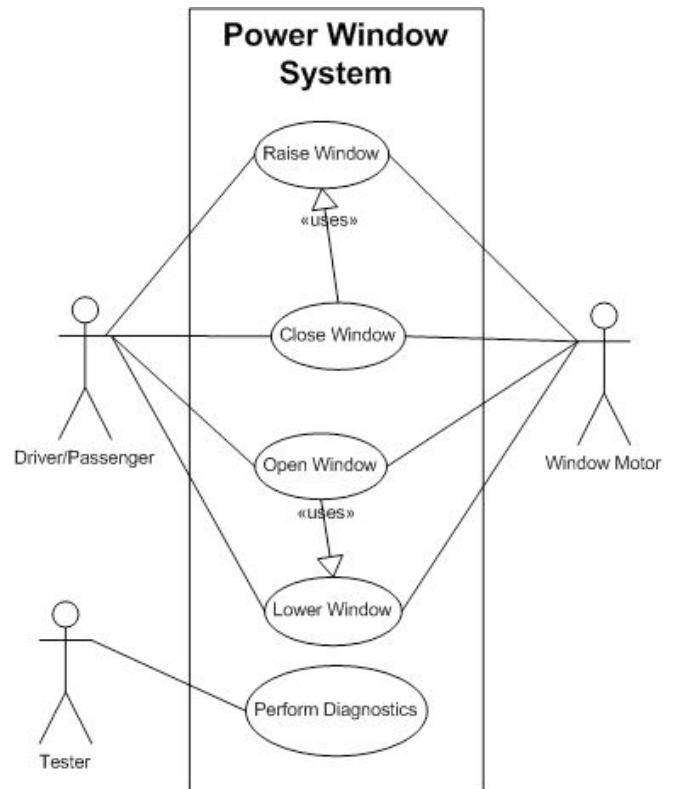 Power Window
System
Raise Window
«uses»
Close Window
Driver/Passenger
Open Window
Window Motor
«uses»
Lower Window
Perform Diagnostics
Tester